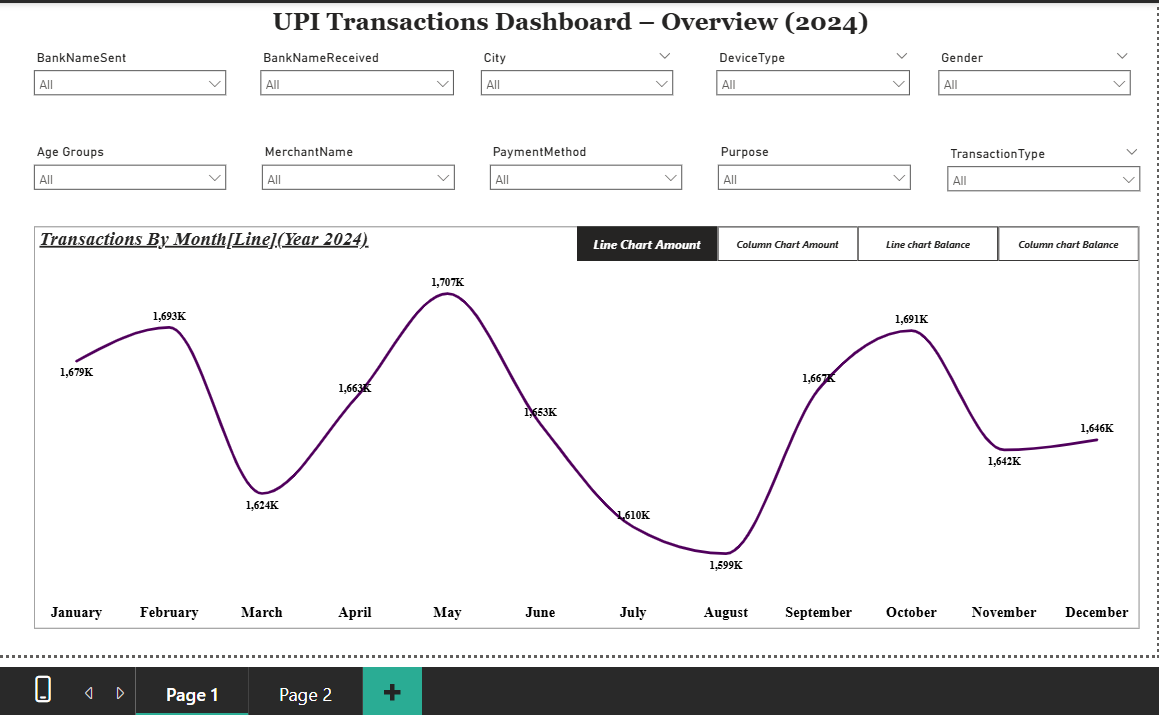 UPI Transactions Dashboard – Overview (2024)
BankNameSent BankNameReceived City DeviceType Gender
All All All All All
Age Groups MerchantName PaymentMethod Purpose TransactionType
All All All All All
Transactions By Month[Line](Year 2024) Line Chart Amount Column Chart Amount Line chart Balance Column chart Balance
1,707K
1,693K 1,691K
1,679K 1,667K
1,663K
1,653K
1,646K
1,642K
1,624K
1,610K
1,599K
January February March April May June July August September October November December
Page 1 Page 2 +